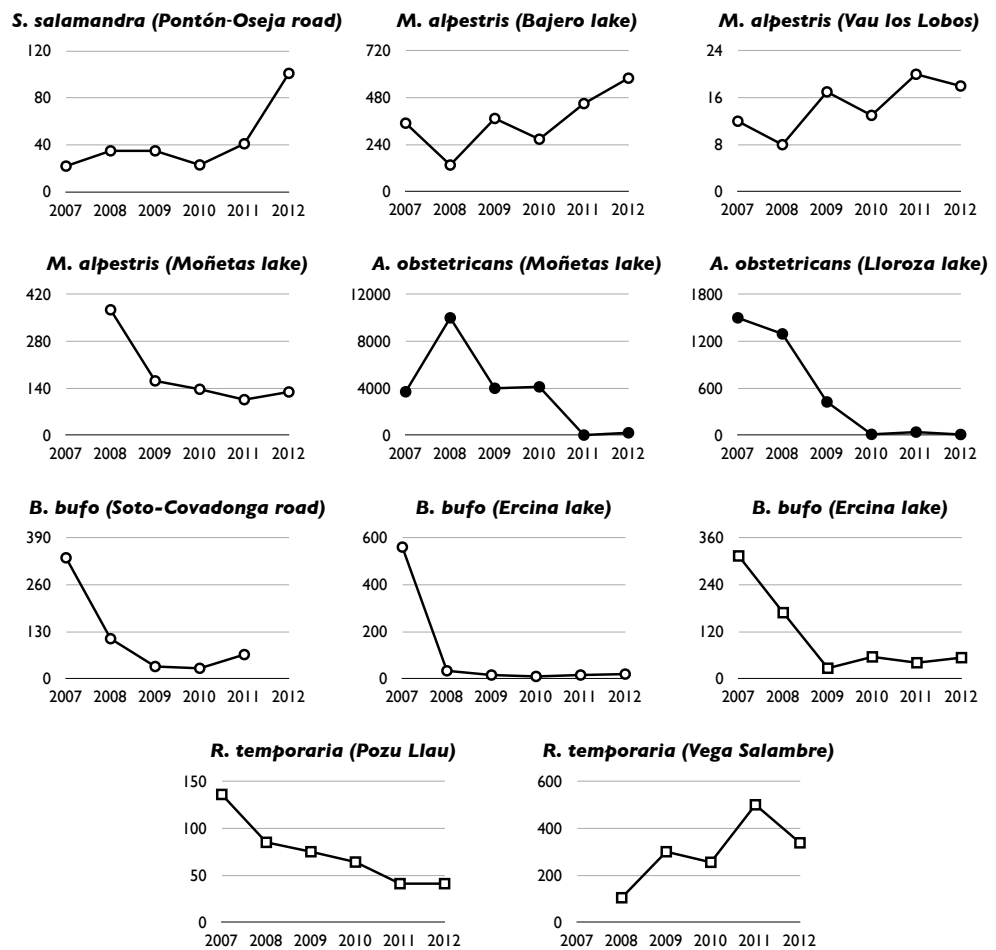 S. salamandra (Pontón-Oseja road)
M. alpestris (Bajero lake)
M. alpestris (Vau los Lobos)
120
80
40
0
2007 2008 2009 2010 2011 2012
720
480
240
0
2007 2008 2009 2010 2011 2012
24
16
8
0
2007 2008 2009 2010 2011 2012
M. alpestris (Moñetas lake)
A. obstetricans (Moñetas lake)
A. obstetricans (Lloroza lake)
420
280
140
0
2007 2008 2009 2010 2011 2012
12000
8000
4000
0
2007 2008 2009 2010 2011 2012
1800
1200
600
0
2007 2008 2009 2010 2011 2012
B. bufo (Soto-Covadonga road)
B. bufo (Ercina lake)
B. bufo (Ercina lake)
390
260
130
0
2007 2008 2009 2010 2011 2012
600
400
200
0
2007 2008 2009 2010 2011 2012
360
240
120
0
2007 2008 2009 2010 2011 2012
R. temporaria (Pozu Llau)
R. temporaria (Vega Salambre)
150
100
50
0
2007 2008 2009 2010 2011 2012
600
400
200
0
2007 2008 2009 2010 2011 2012